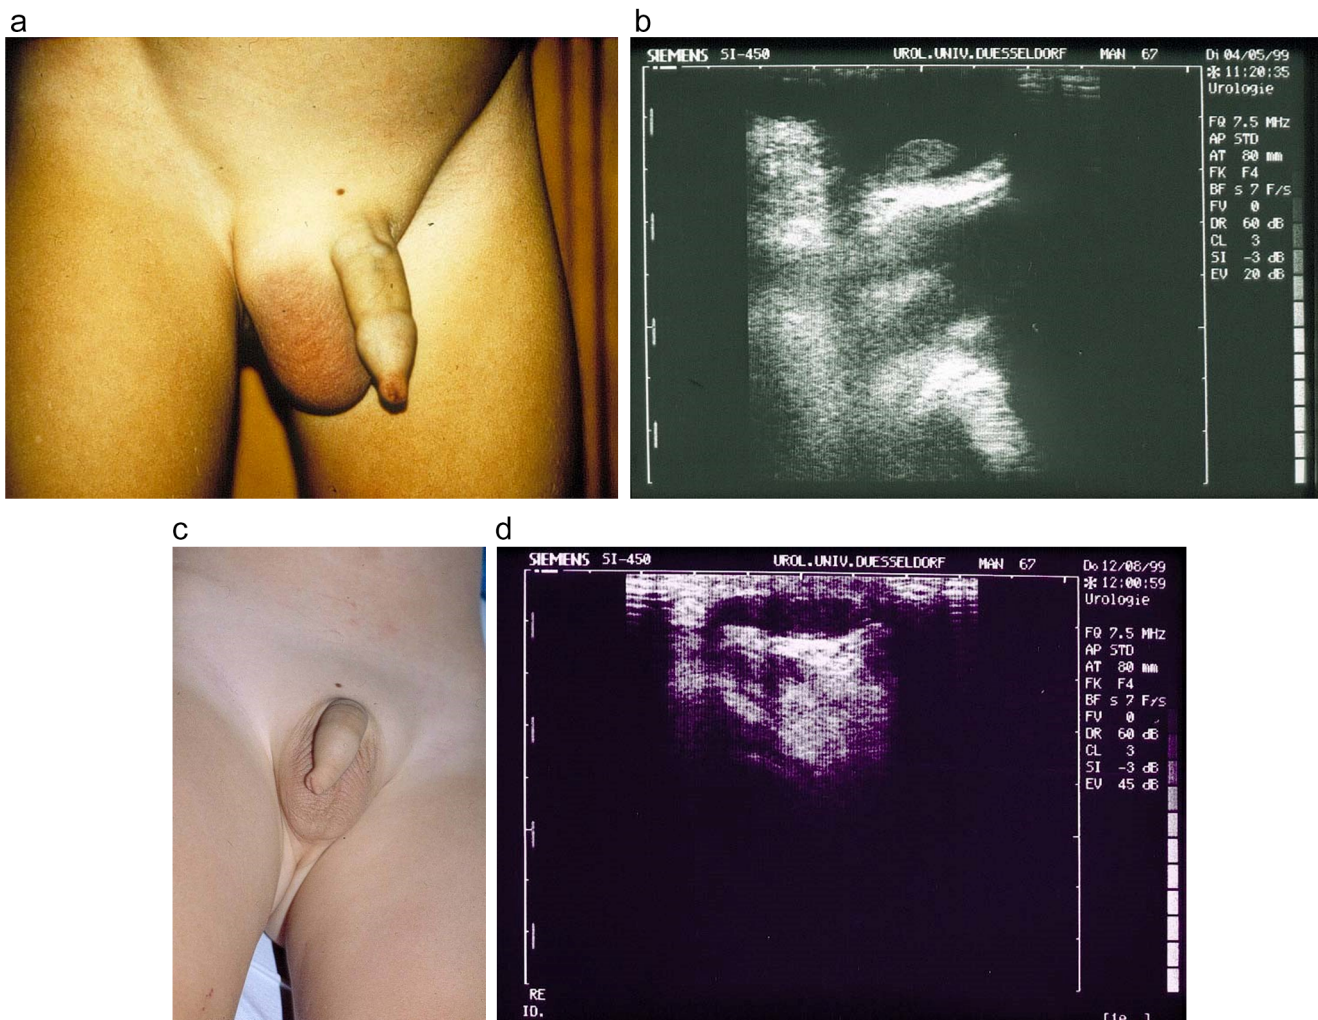 a
b
SIEMENS SI-450 UROL.UNIV.DUESSELDORF MAN 67 Di 04/05/99
* 11:20:35
Urologie
FQ 7.5 MHz
AP STD
AT 80 mm
FK F4
BF s 7 F/s
FV 0
DR 60 dB
CL 3
SI -3 dB
EV 20 dB
c
d
SIEMENS SI-450 UROL.UNIV.DUESSELDORF MAN 67 Do 12/08/99
* 12:00:59
Urologie
FQ 7.5 MHz
AP STD
AT 80 mm
FK F4
BF s 7 F/s
FV 0
DR 60 dB
CL 3
SI -3 dB
EV 45 dB
RE
ID.